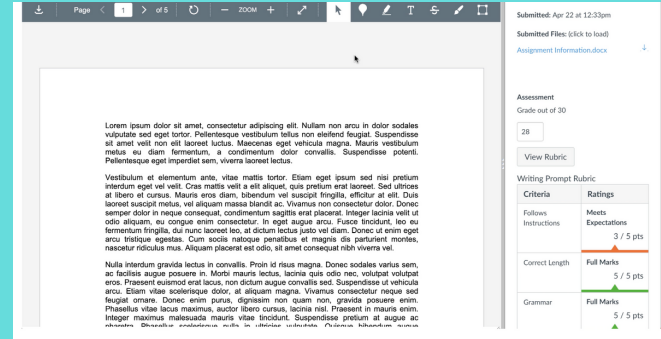 Page 1 of 5 ZOOM T S
Submitted: Apr 22 at 12:33pm
Submitted Files: (click to load)
Assignment Information.docx
Assessment
Grade out of 30
28
View Rubric
Writing Prompt Rubric
Criteria Ratings
Follows Instructions
Meets Expectations
3 / 5 pts
Correct Length
Full Marks
5 / 5 pts
Grammar
Full Marks
5 / 5 pts
Lorem ipsum dolor sit amet, consectetur adipiscing elit. Nullam non arcu in dolor sodales
vulputate sed eget tortor. Pellentesque vestibulum tellus non eleifend feugiat. Suspendisse
sit amet velit non elit laoreet luctus. Maecenas eget vehicula magna. Mauris vestibulum
metus eu diam fermentum, a condimentum dolor convallis. Suspendisse potenti.
Pellentesque eget imperdiet sem, viverra laoreet lectus.
Vestibulum et elementum ante, vitae mattis tortor. Etiam eget ipsum sed nisi pretium
interdum eget vel velit. Cras mattis velit a elit aliquet, quis pretium erat laoreet. Sed ultrices
at libero et cursus. Mauris eros diam, bibendum vel suscipit fringilla, efficitur at elit. Duis
laoreet suscipit metus, vel aliquam massa blandit ac. Vivamus non consectetur dolor. Donec
semper dolor in neque consequat, condimentum sagittis erat placerat. Integer lacinia velit ut
odio aliquam, eu congue enim consectetur. In eget augue arcu. Fusce tincidunt, leo eu
fermentum fringilla, dui nunc laoreet leo, at dictum lectus justo vel diam. Donec ut enim eget
arcu tristique egestas. Cum sociis natoque penatibus et magnis dis parturient montes,
nascetur ridiculus mus. Aliquam placerat est odio, sit amet consequat nibh viverra vel.
Nulla interdum gravida lectus in convallis. Proin id risus magna. Donec sodales varius sem,
ac facilisis augue posuere in. Morbi mauris lectus, lacinia quis odio nec, volutpat volutpat
eros. Praesent euismod erat lacus, non dictum augue convallis sed. Suspendisse ut vehicula
arcu. Etiam vitae scelerisque dolor, at aliquam magna. Vivamus consectetur neque sed
feugiat ornare. Donec enim purus, dignissim non quam non, gravida posuere enim.
Phasellus vitae lacus maximus, auctor libero cursus, lacinia nisl. Praesent in mauris enim.
Integer maximus malesuada mauris vitae tincidunt. Suspendisse pretium at augue ac
pharetra. Phasellus scelerisque nulla in ultricies vulputate. Quisque bibendum augue